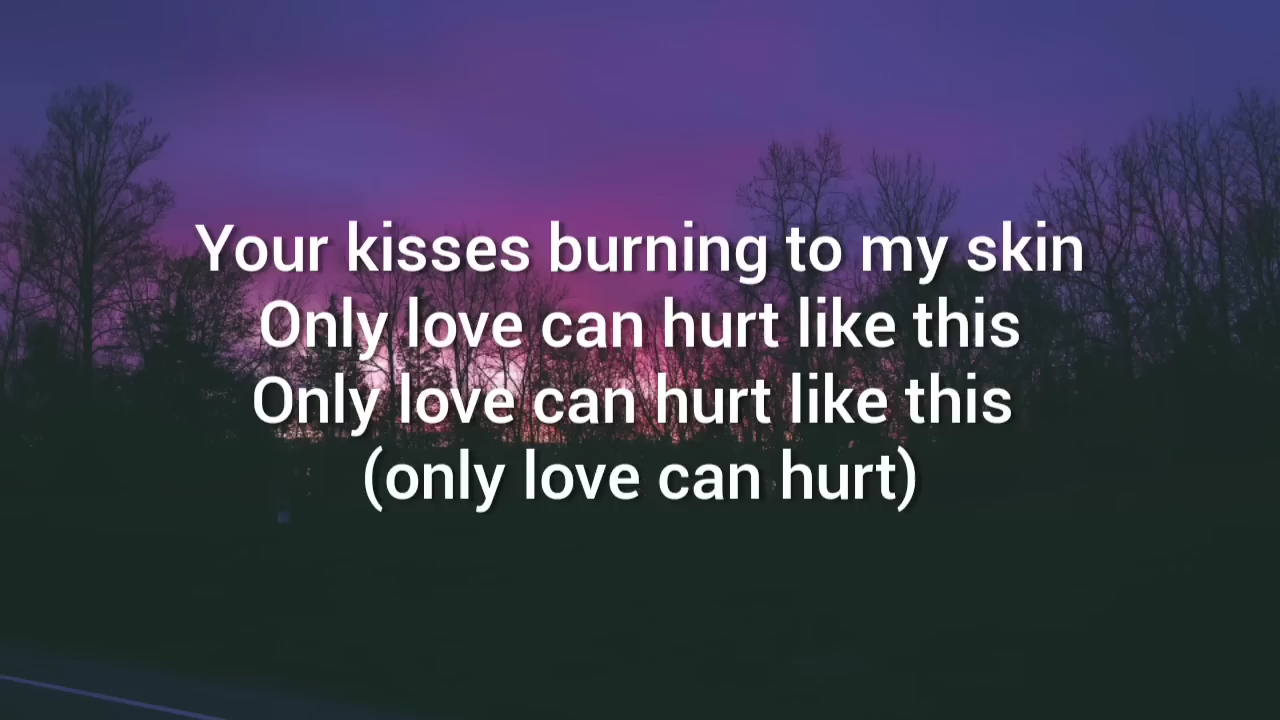 Your kisses burning to my skin
Only love can hurt like this
Only love can hurt like this
(only love can hurt)